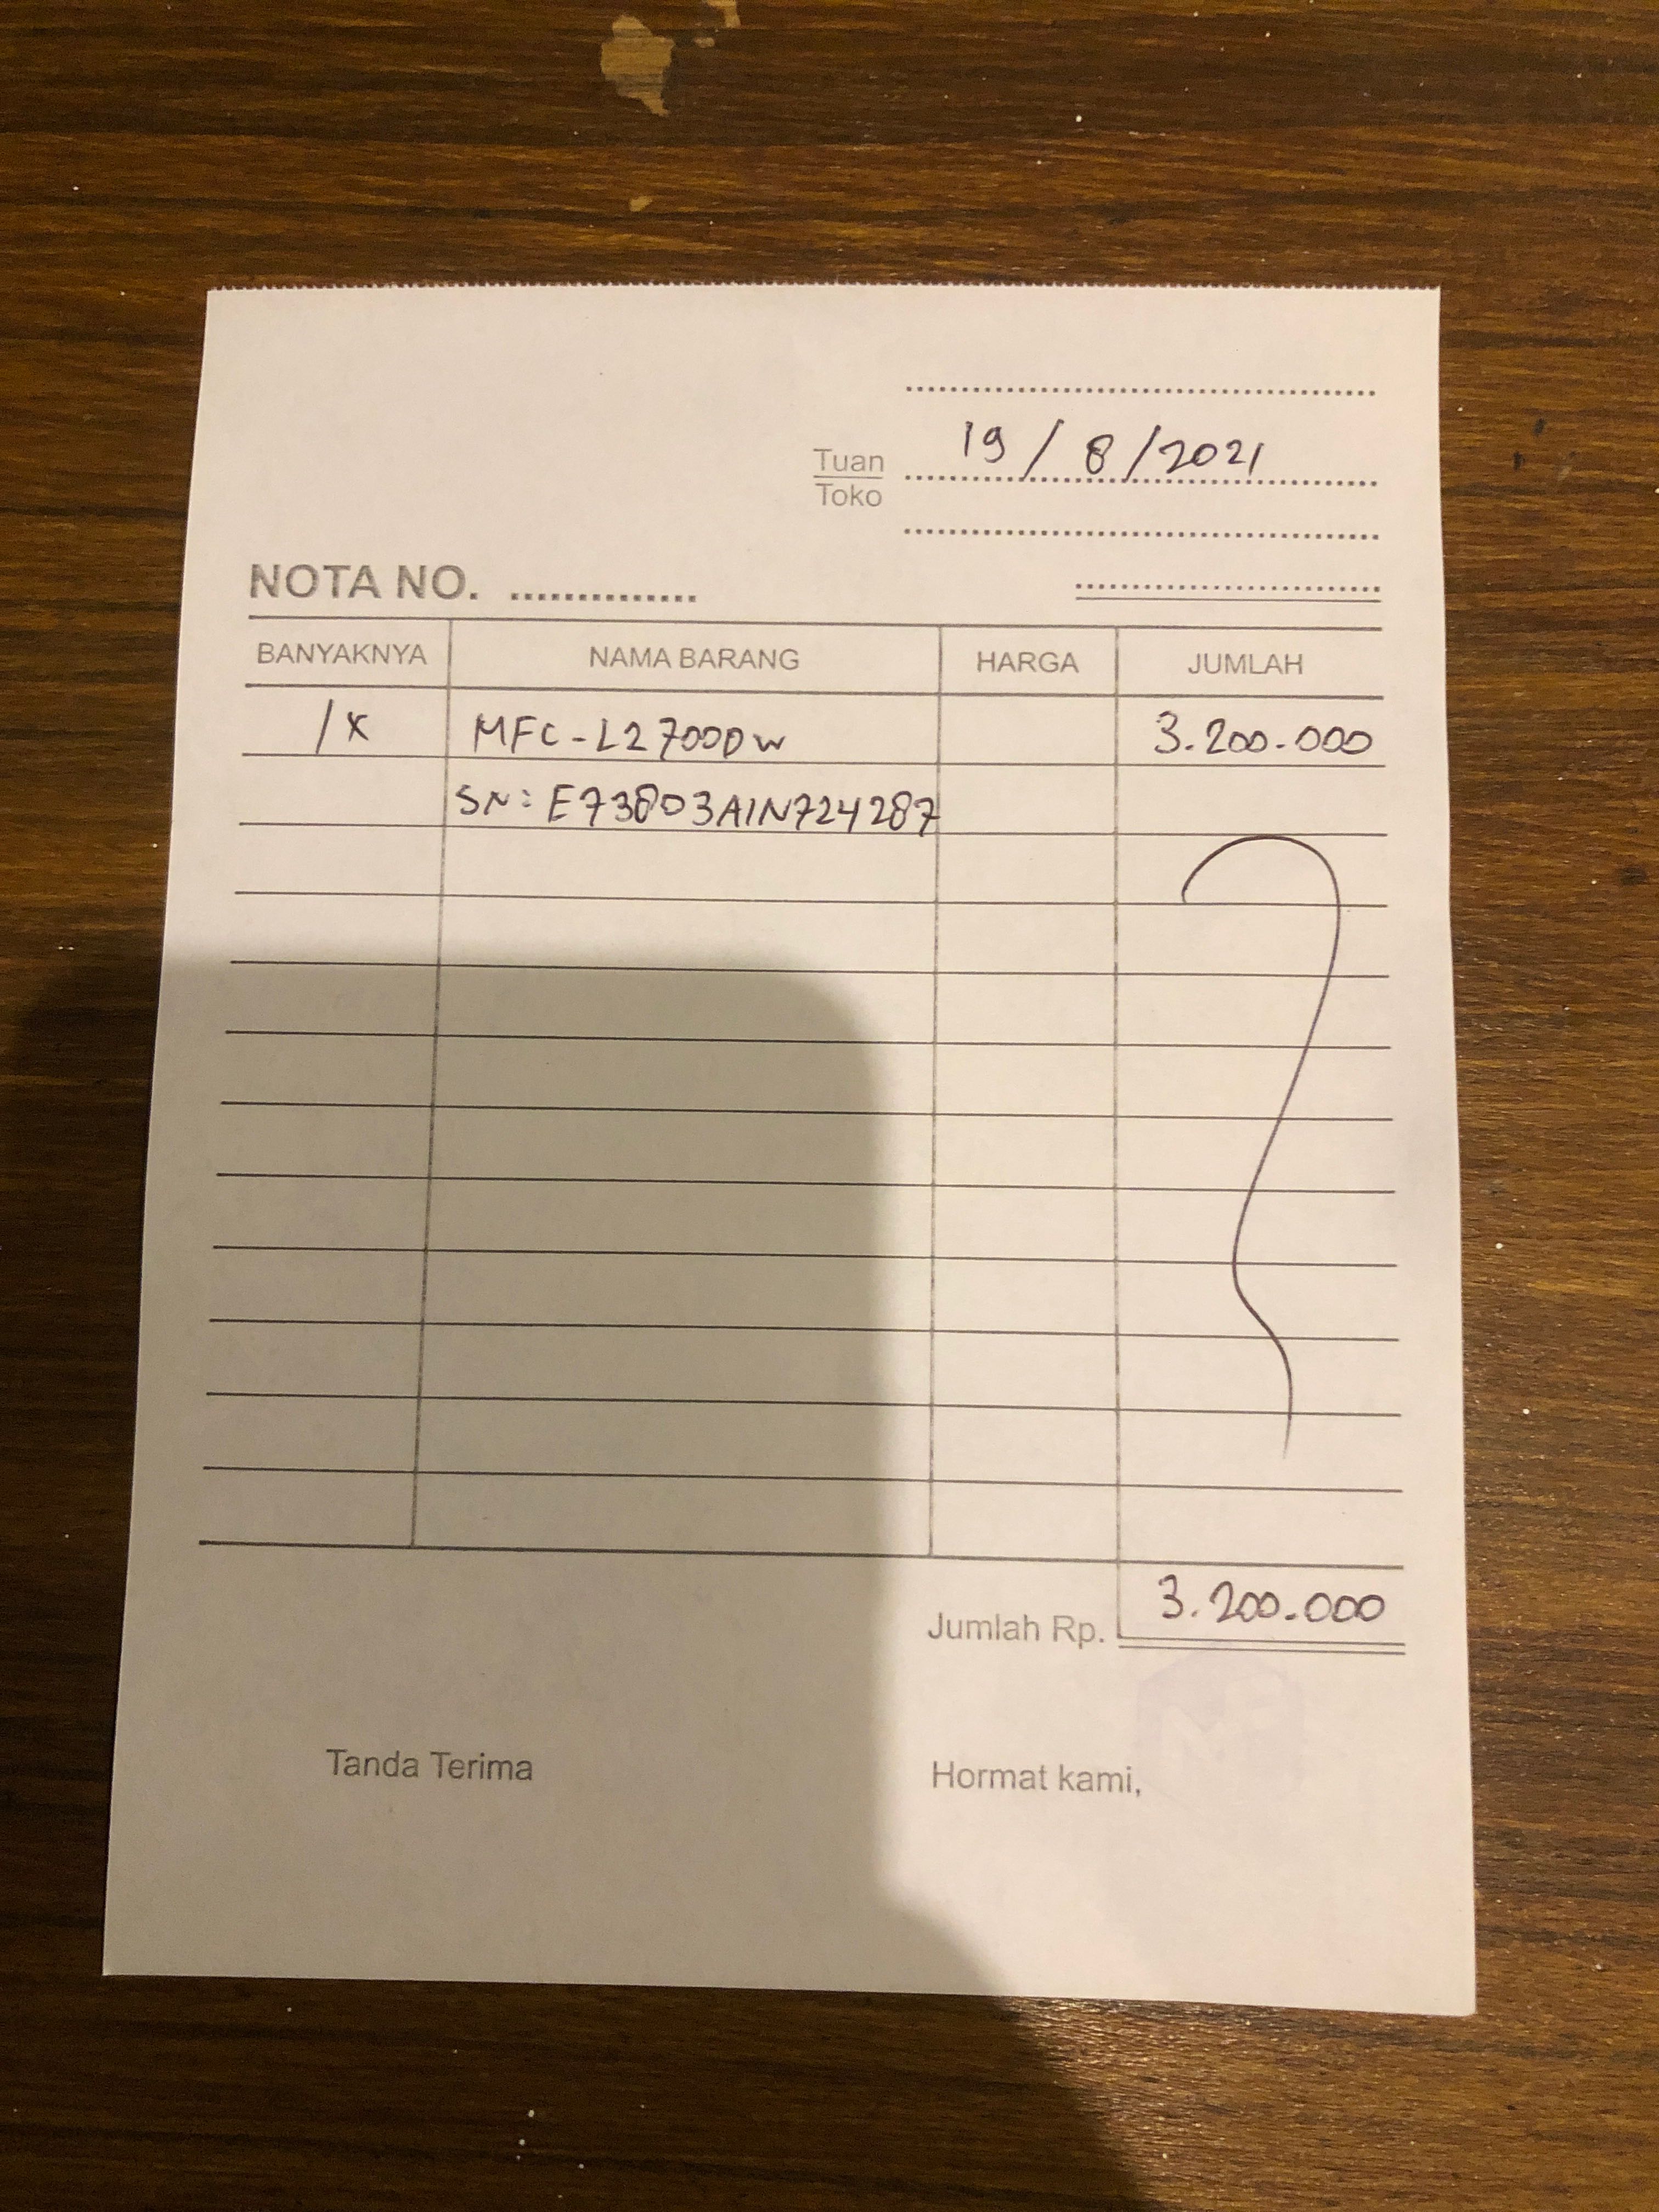 19/8/2021
Tuan
Toko
NOTA NO. ..............
BANYAKNYA NAMA BARANG HARGA JUMLAH
1x MFC-L2700DW 3.200.000
SN: E73803A1N724287
Jumlah Rp. 3.200.000
Tanda Terima Hormat kami,